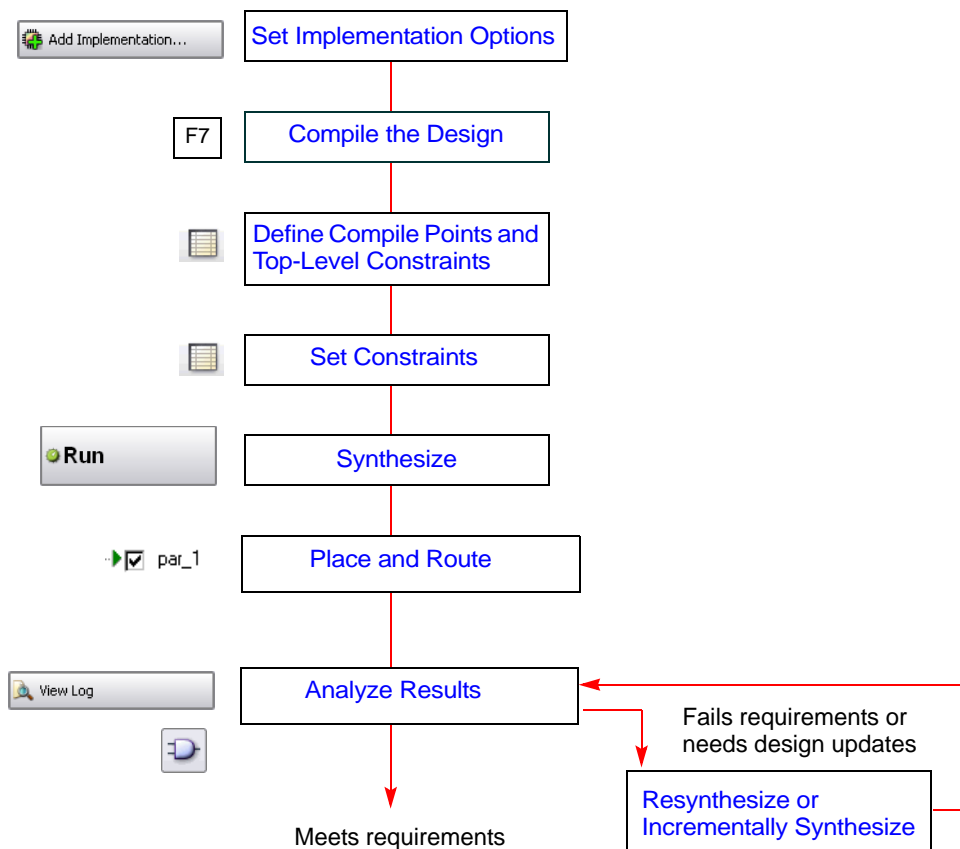 Add Implementation...
Set Implementation Options
F7
Compile the Design
Define Compile Points and
Top-Level Constraints
Set Constraints
Run
Synthesize
par_1
Place and Route
View Log
Analyze Results
Fails requirements or
needs design updates
Resynthesize or
Incrementally Synthesize
Meets requirements